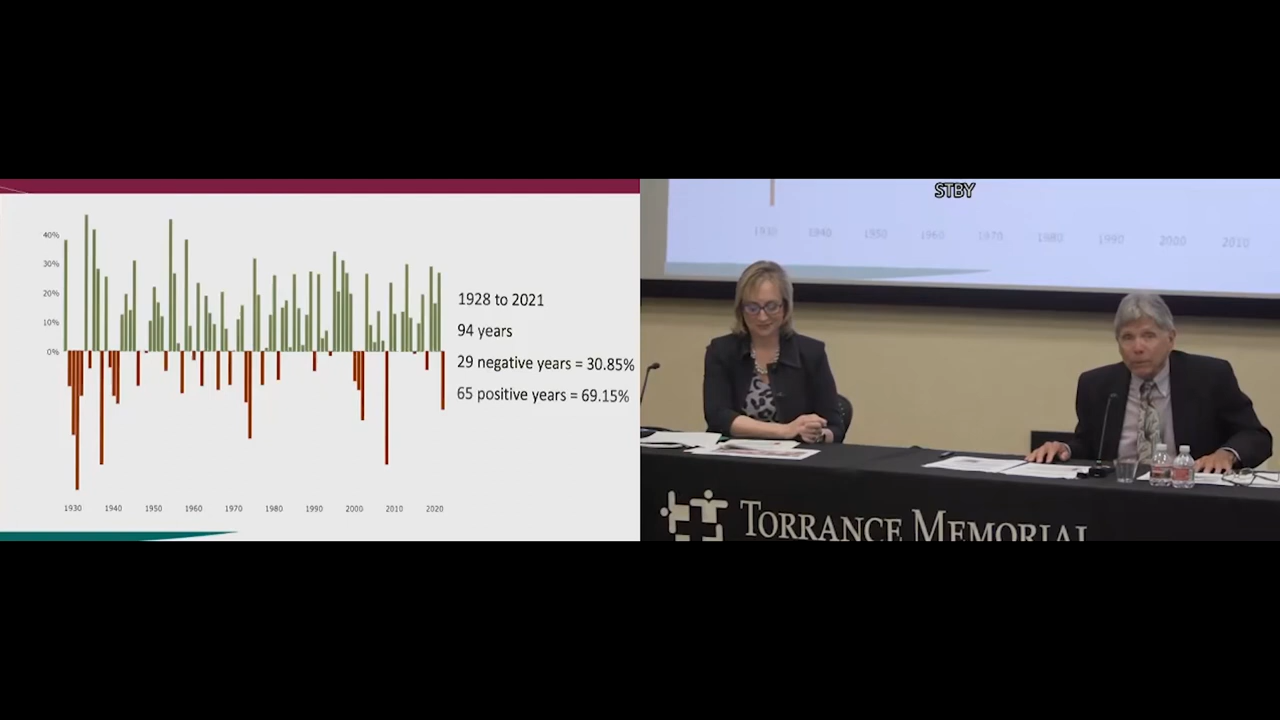 40%
30%
20%
10%
0%
1930 1940 1950 1960 1970 1980 1990 2000 2010 2020
1928 to 2021
94 years
29 negative years = 30.85%
65 positive years = 69.15%
STBY
1930 1940 1950 1960 1970 1980 1990 2000 2010
TORRANCE MEMORIAL